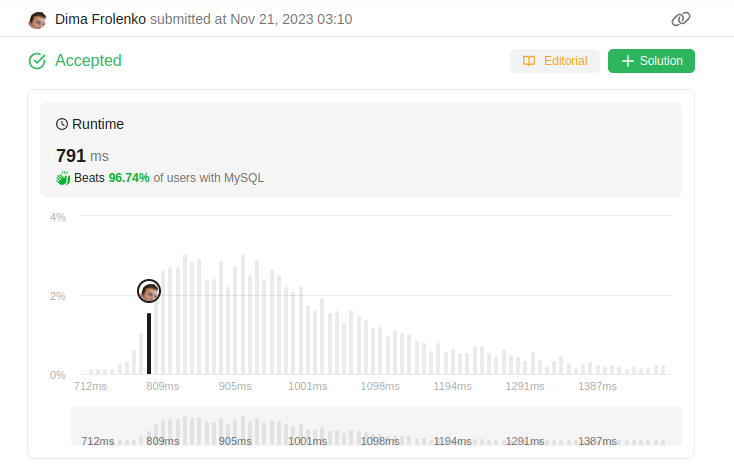 Dima Frolenko submitted at Nov 21, 2023 03:10
Accepted
Editorial
Solution
Runtime
791 ms
Beats 96.74% of users with MySQL
4%
2%
0%
712ms 809ms 905ms 1001ms 1098ms 1194ms 1291ms 1387ms
712ms 809ms 905ms 1001ms 1098ms 1194ms 1291ms 1387ms